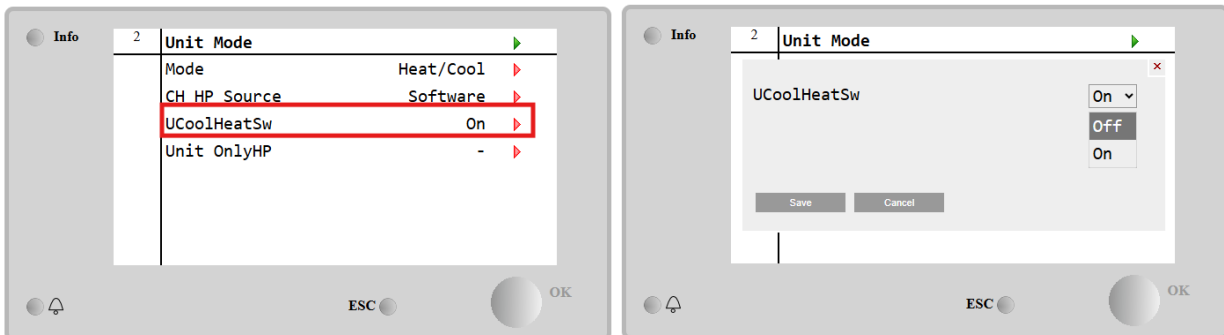 Info
2 Unit Mode
Mode Heat/Cool
CH HP Source Software
UCoolHeatSw On
Unit OnlyHP -
ESC
OK
Info
2 Unit Mode
×
UCoolHeatSw On
Off
On
Save Cancel
ESC
OK